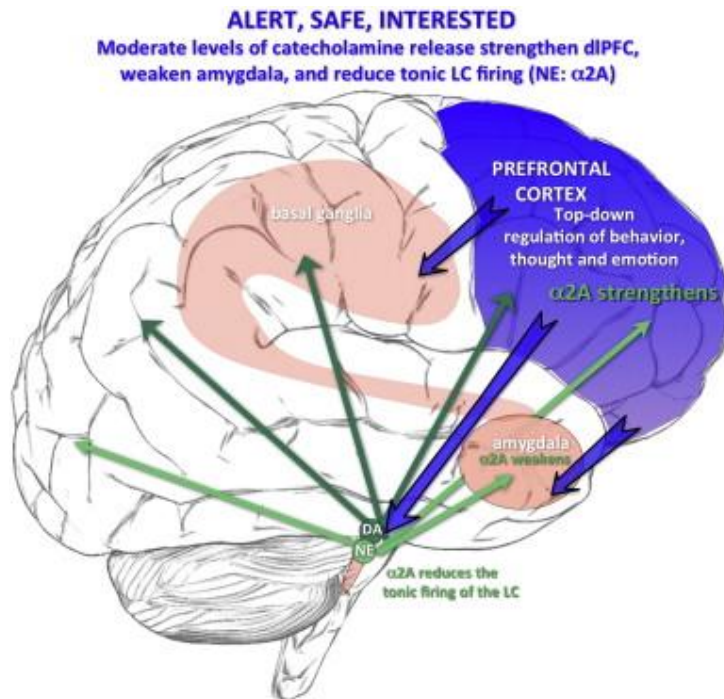 ALERT, SAFE, INTERESTED
Moderate levels of catecholamine release strengthen dlPFC,
weaken amygdala, and reduce tonic LC firing (NE: α2A)
PREFRONTAL
CORTEX
Top-down
regulation of behavior,
thought and emotion
α2A strengthens
basal ganglia
amygdala
α2A weakens
DA
NE
α2A reduces the
tonic firing of the LC